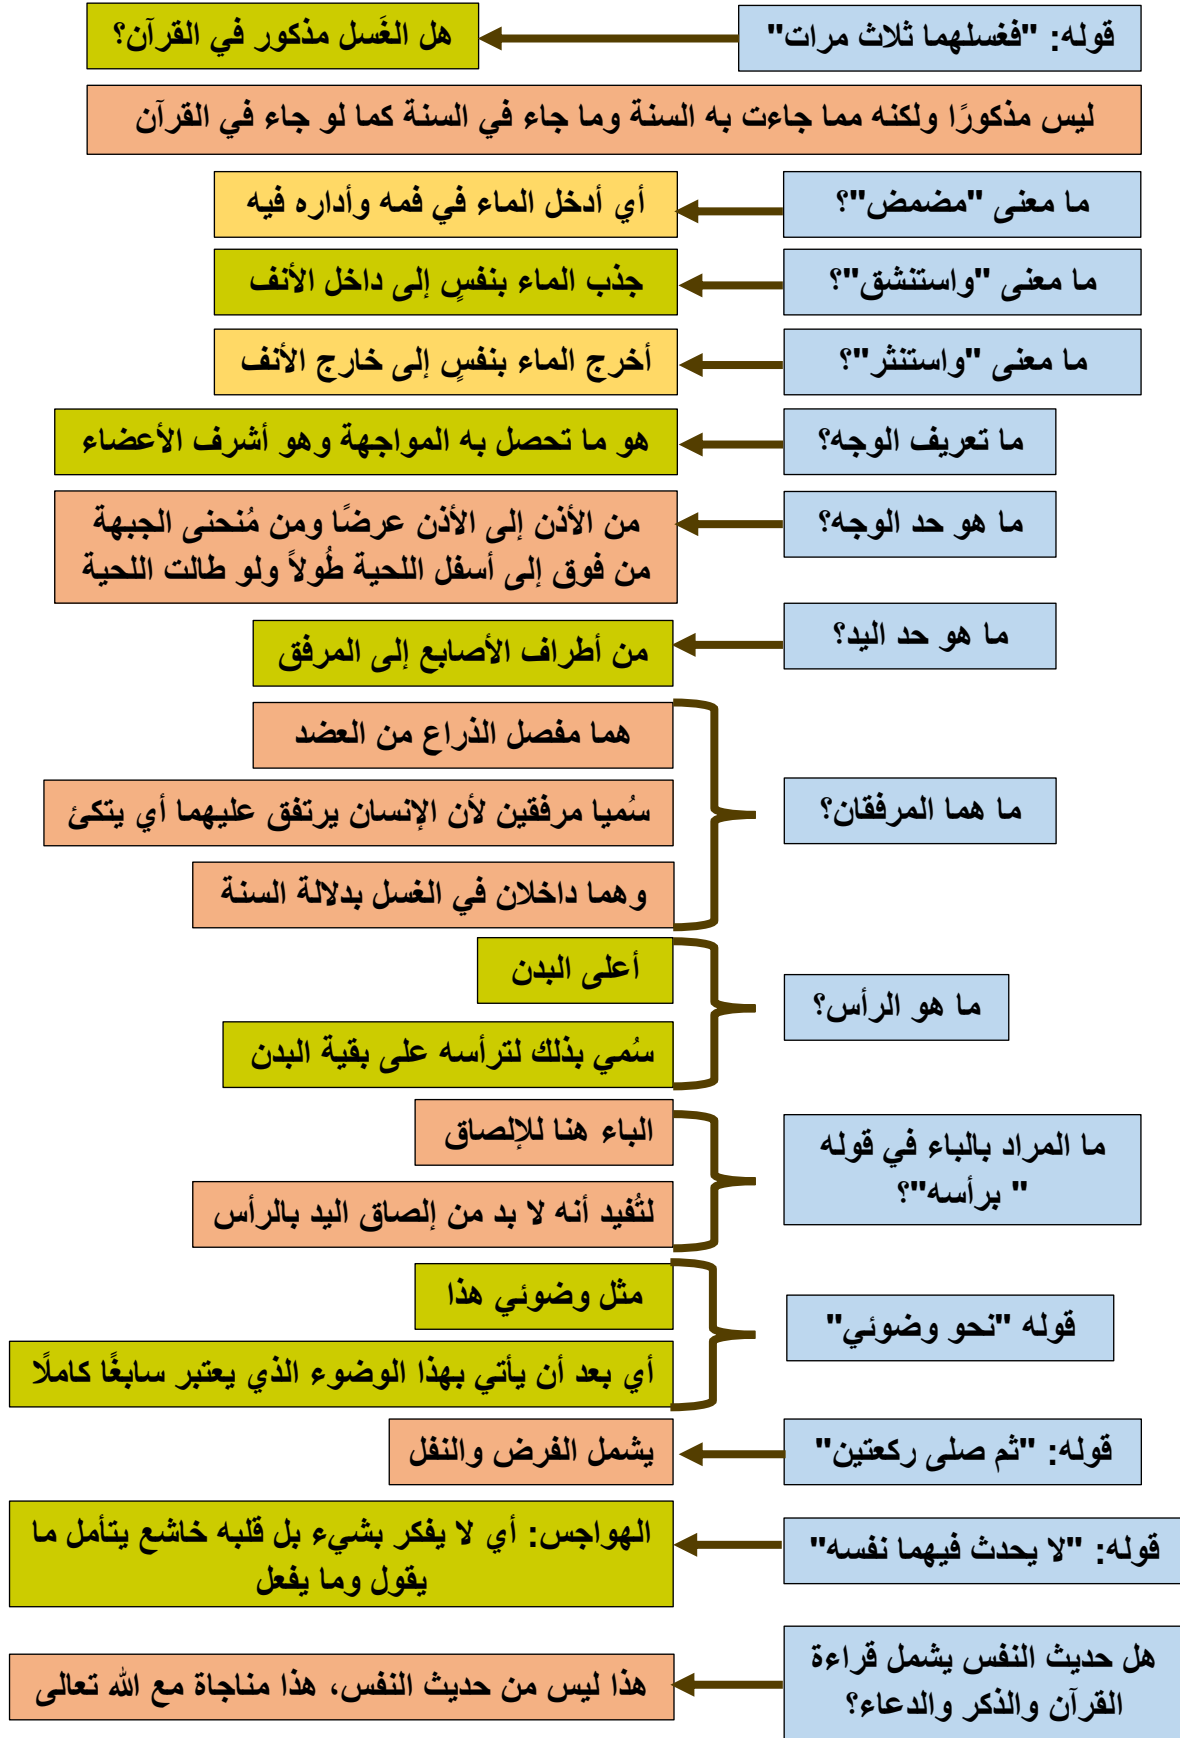 قوله: "فغسلهما ثلاث مرات"
هل الغَسل مذكور في القرآن؟
ليس مذكورًا ولكنه مما جاءت به السنة وما جاء في السنة كما لو جاء في القرآن
ما معنى "مضمض"؟
أي أدخل الماء في فمه وأداره فيه
ما معنى "واستنشق"؟
جذب الماء بنفسٍ إلى داخل الأنف
ما معنى "واستنثر"؟
أخرج الماء بنفسٍ إلى خارج الأنف
ما تعريف الوجه؟
هو ما تحصل به المواجهة وهو أشرف الأعضاء
ما هو حد الوجه؟
من الأذن إلى الأذن عرضًا ومن مُنحنى الجبهة
من فوق إلى أسفل اللحية طُولاً ولو طالت اللحية
ما هو حد اليد؟
من أطراف الأصابع إلى المرفق
ما هما المرفقان؟
هما مفصل الذراع من العضد
سُميا مرفقين لأن الإنسان يرتفق عليهما أي يتكئ
وهما داخلان في الغسل بدلالة السنة
ما هو الرأس؟
أعلى البدن
سُمي بذلك لترأسه على بقية البدن
ما المراد بالباء في قوله
" برأسه"؟
الباء هنا للإلصاق
لتُفيد أنه لا بد من إلصاق اليد بالرأس
قوله "نحو وضوئي"
مثل وضوئي هذا
أي بعد أن يأتي بهذا الوضوء الذي يعتبر سابغًا كاملًا
قوله: "ثم صلى ركعتين"
يشمل الفرض والنفل
قوله: "لا يحدث فيهما نفسه"
الهواجس: أي لا يفكر بشيء بل قلبه خاشع يتأمل ما
يقول وما يفعل
هل حديث النفس يشمل قراءة
القرآن والذكر والدعاء؟
هذا ليس من حديث النفس، هذا مناجاة مع الله تعالى